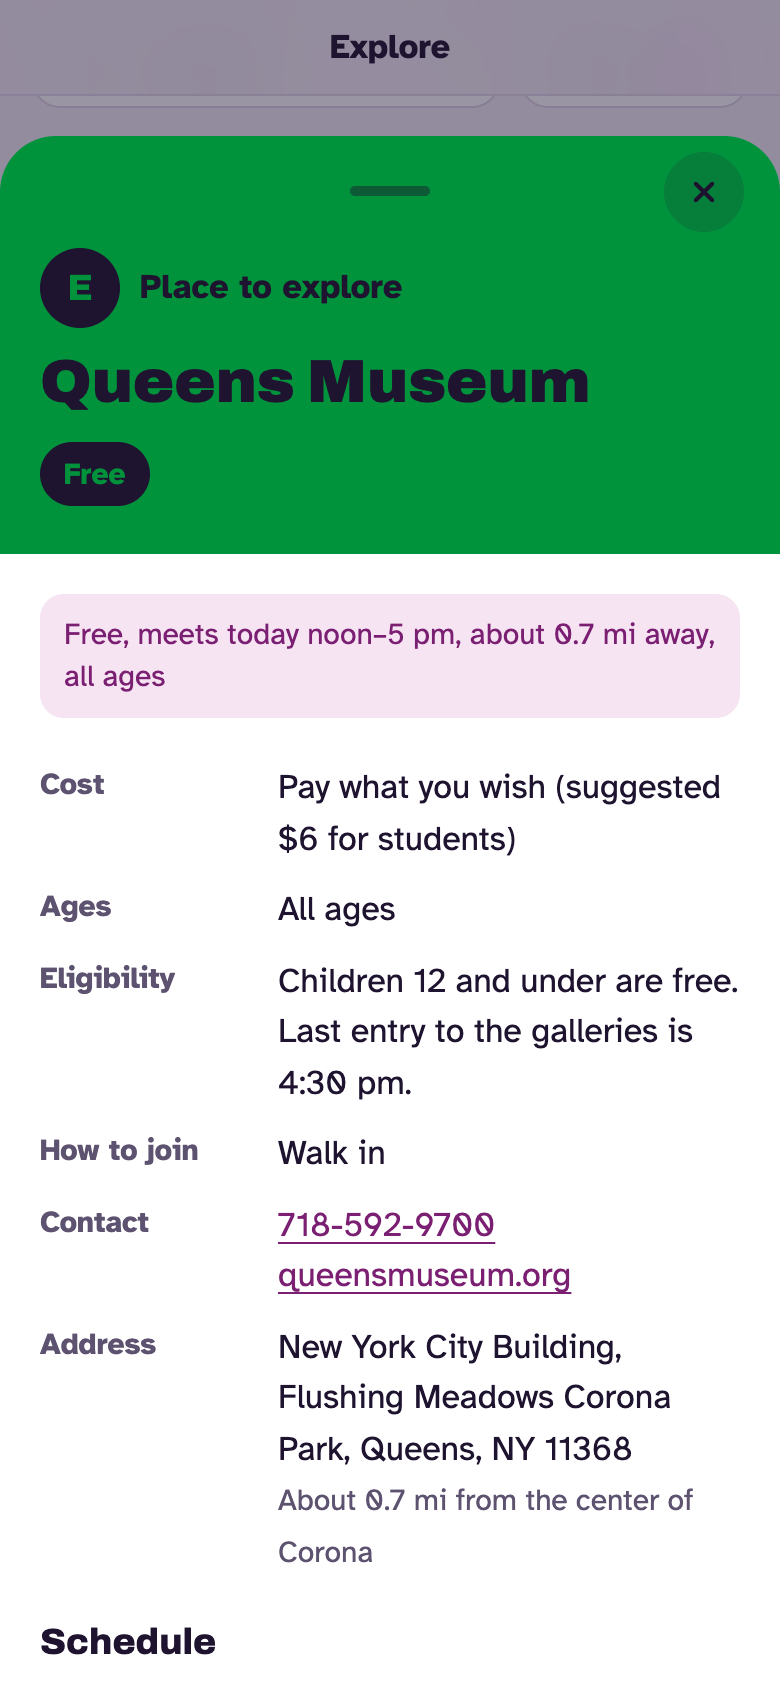 Explore
E
Place to explore
Queens Museum
Free
Free, meets today noon–5 pm, about 0.7 mi away,
all ages
Cost
Pay what you wish (suggested
$6 for students)
Ages
All ages
Eligibility
Children 12 and under are free.
Last entry to the galleries is
4:30 pm.
How to join
Walk in
Contact
718-592-9700
queensmuseum.org
Address
New York City Building,
Flushing Meadows Corona
Park, Queens, NY 11368
About 0.7 mi from the center of
Corona
Schedule